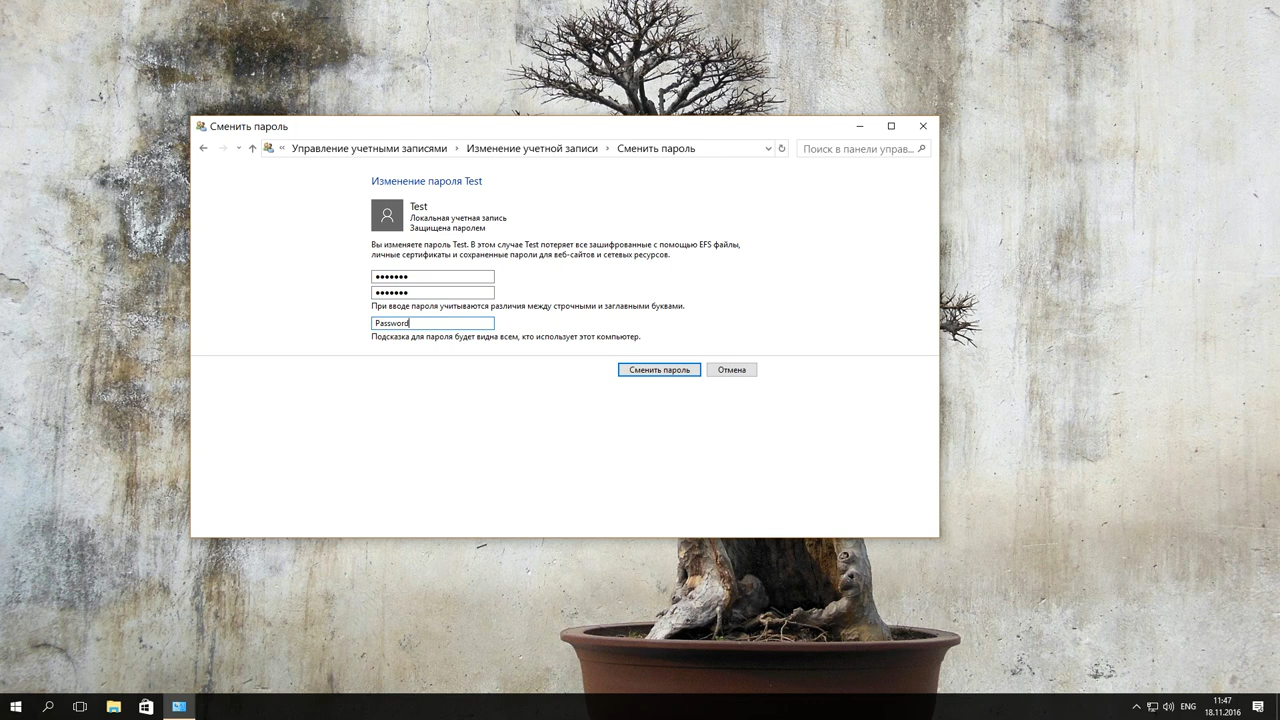 Сменить пароль
« Управление учетными записями › Изменение учетной записи › Сменить пароль
Поиск в панели управ...
Изменение пароля Test
Test
Локальная учетная запись
Защищена паролем
Вы изменяете пароль Test. В этом случае Test потеряет все зашифрованные с помощью EFS файлы,
личные сертификаты и сохраненные пароли для веб-сайтов и сетевых ресурсов.
●●●●●●●
●●●●●●●
При вводе пароля учитываются различия между строчными и заглавными буквами.
Password
Подсказка для пароля будет видна всем, кто использует этот компьютер.
Сменить пароль
Отмена
ENG
11:47
18.11.2016